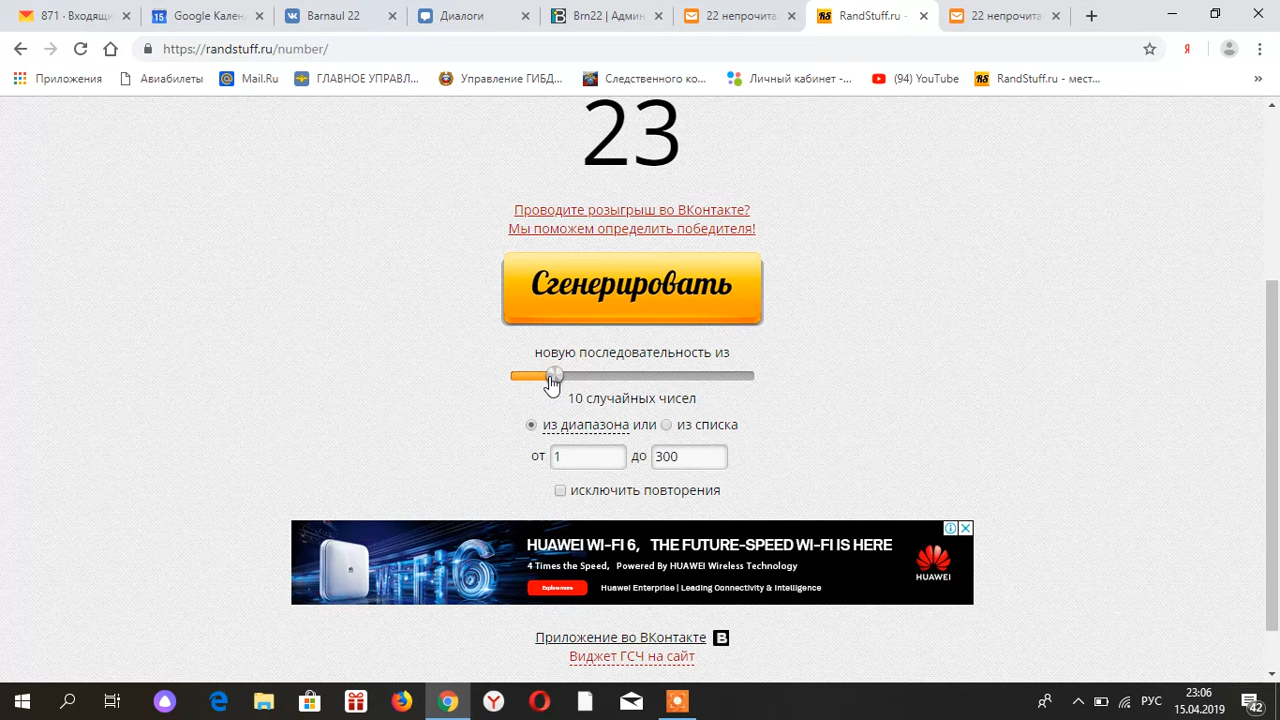 871 - Входящи
Google Кален
Barnaul 22
Диалоги
Brn22 | Админ
22 непрочита
RandStuff.ru -
22 непрочита
https://randstuff.ru/number/
Приложения
Авиабилеты
Mail.Ru
ГЛАВНОЕ УПРАВЛ...
Управление ГИБД...
Следственного ко...
Личный кабинет -...
(94) YouTube
RandStuff.ru - мест...
23
Проводите розыгрыш во ВКонтакте?
Мы поможем определить победителя!
Сгенерировать
новую последовательность из
10 случайных чисел
из диапазона или из списка
от 1 до 300
исключить повторения
HUAWEI WI-FI 6, THE FUTURE-SPEED WI-FI IS HERE
4 Times the Speed, Powered By HUAWEI Wireless Technology
Explore more
Huawei Enterprise | Leading Connectivity & Intelligence
HUAWEI
Приложение во ВКонтакте B
Виджет ГСЧ на сайт
РУС
23:06
15.04.2019
42